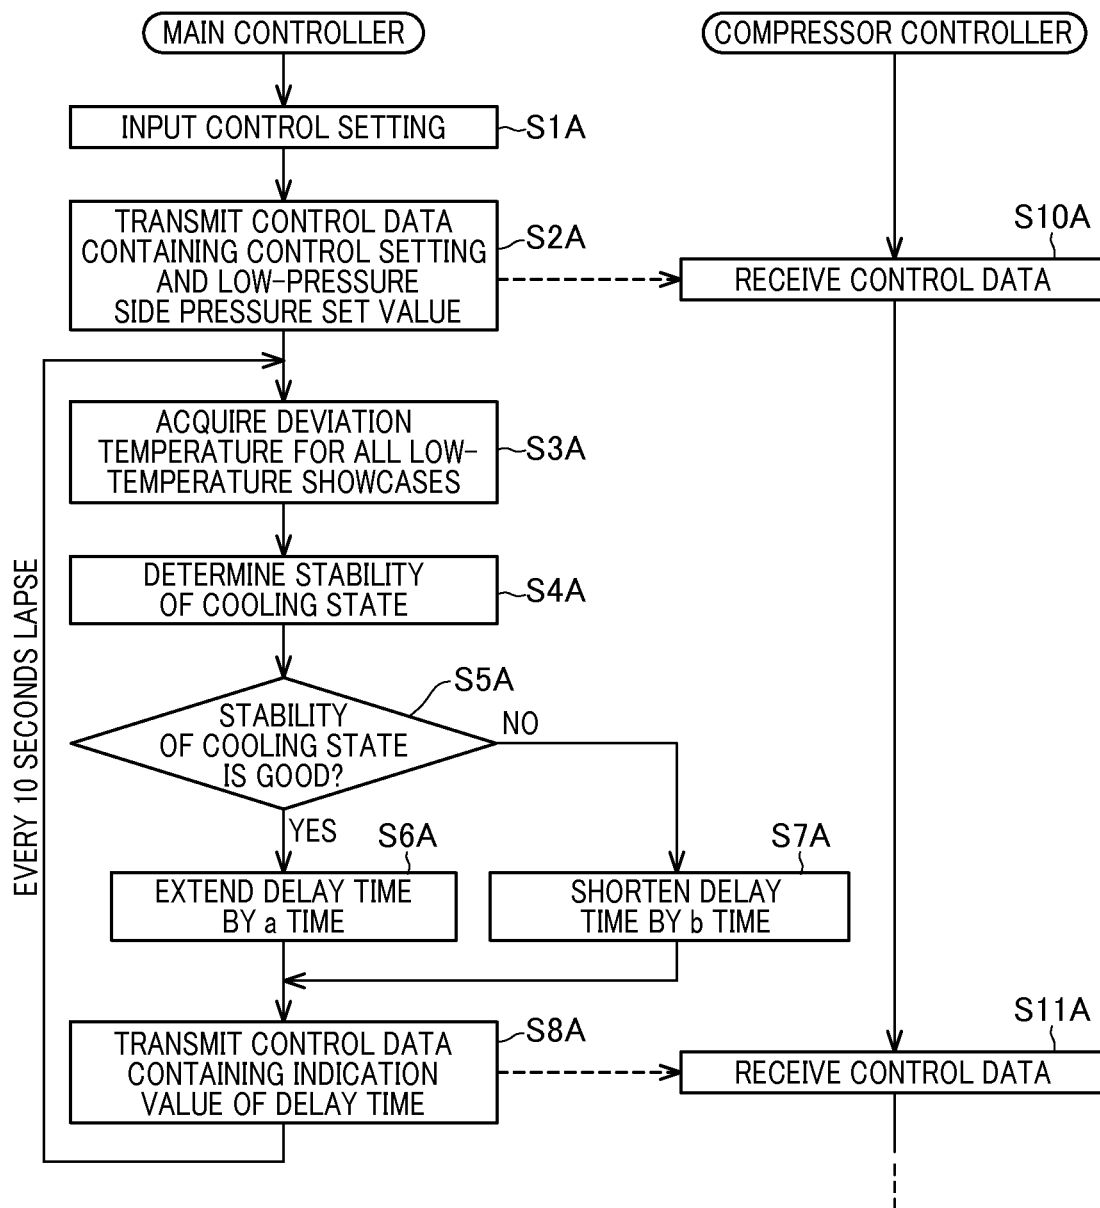 MAIN CONTROLLER
COMPRESSOR CONTROLLER
INPUT CONTROL SETTING
S1A
TRANSMIT CONTROL DATA
CONTAINING CONTROL SETTING
AND LOW-PRESSURE
SIDE PRESSURE SET VALUE
S2A
S10A
RECEIVE CONTROL DATA
ACQUIRE DEVIATION
TEMPERATURE FOR ALL LOW-
TEMPERATURE SHOWCASES
S3A
DETERMINE STABILITY
OF COOLING STATE
S4A
EVERY 10 SECONDS LAPSE
STABILITY
OF COOLING STATE
IS GOOD?
S5A
NO
YES
S6A
EXTEND DELAY TIME
BY a TIME
S7A
SHORTEN DELAY
TIME BY b TIME
TRANSMIT CONTROL DATA
CONTAINING INDICATION
VALUE OF DELAY TIME
S8A
S11A
RECEIVE CONTROL DATA